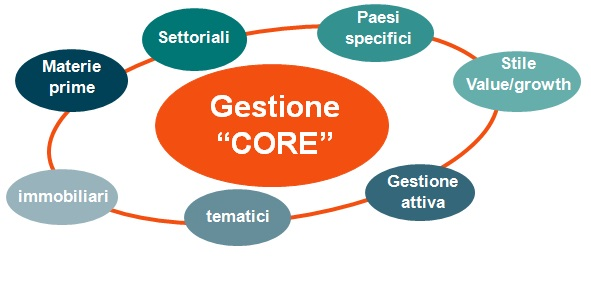 Settoriali
Paesi
specifici
Materie
prime
Stile
Value/growth
Gestione
“CORE”
immobiliari
tematici
Gestione
attiva